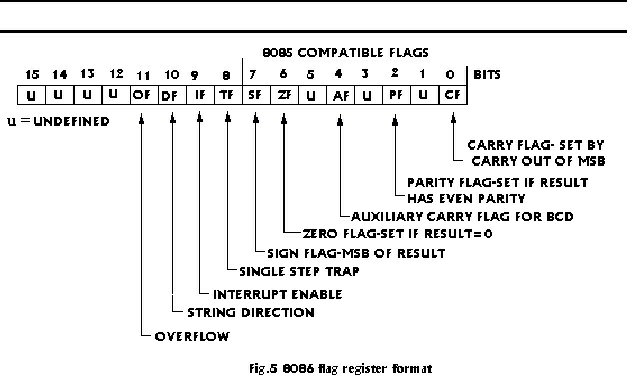 8085 COMPATIBLE FLAGS
15 14 13 12 11 10 9 8 7 6 5 4 3 2 1 0 BITS
U U U U OF DF IF TF SF ZF U AF U PF U CF
U = UNDEFINED
CARRY FLAG- SET BY
CARRY OUT OF MSB
PARITY FLAG-SET IF RESULT
HAS EVEN PARITY
AUXILIARY CARRY FLAG FOR BCD
ZERO FLAG-SET IF RESULT=0
SIGN FLAG-MSB OF RESULT
SINGLE STEP TRAP
INTERRUPT ENABLE
STRING DIRECTION
OVERFLOW
Fig.5 8086 flag register format